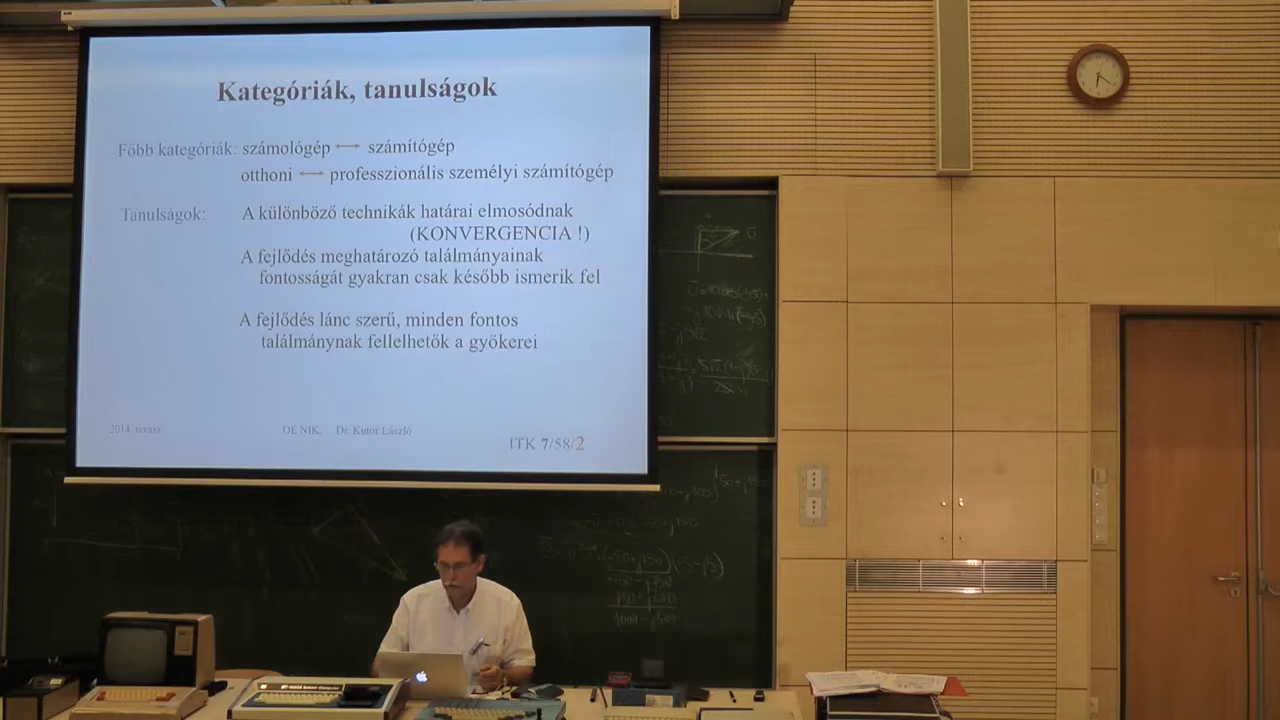 Kategóriák, tanulságok
Főbb kategóriák: számológép ↔ számítógép
otthoni ↔ professzionális személyi számítógép
Tanulságok: A különböző technikák határai elmosódnak
(KONVERGENCIA !)
A fejlődés meghatározó találmányainak
fontosságát gyakran csak később ismerik fel
A fejlődés lánc szerű, minden fontos
találmánynak fellelhetők a gyökerei
2014. tavasz OE NIK. Dr. Kutor László ITK 7/58/2